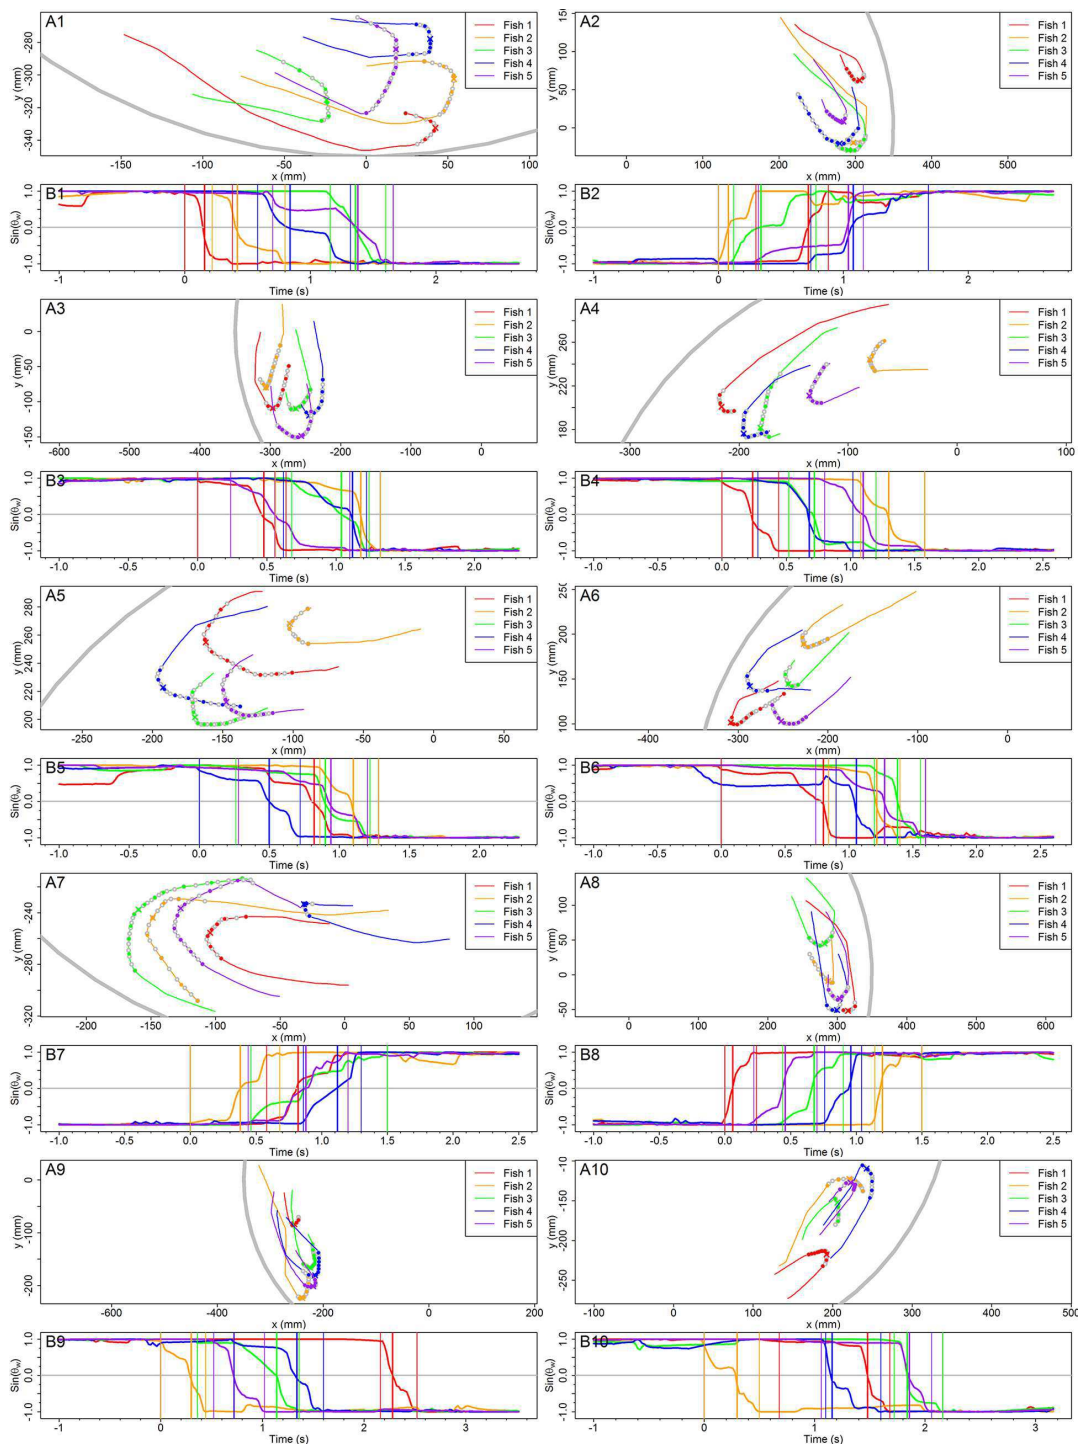 A1
y (mm)
-280
-300
-320
-340
Fish 1
Fish 2
Fish 3
Fish 4
Fish 5
-150
-100
-50
0
50
100
x (mm)
A2
y (mm)
100
50
0
Fish 1
Fish 2
Fish 3
Fish 4
Fish 5
0
100
200
300
400
500
x (mm)
B1
Sin(θw)
1.0
0.0
-1.0
-1
0
1
2
Time (s)
B2
Sin(θw)
1.0
0.0
-1.0
-1
0
1
2
Time (s)
A3
y (mm)
0
-50
-100
-150
Fish 1
Fish 2
Fish 3
Fish 4
Fish 5
-600
-500
-400
-300
-200
-100
0
x (mm)
A4
y (mm)
260
220
180
Fish 1
Fish 2
Fish 3
Fish 4
Fish 5
-300
-200
-100
0
100
x (mm)
B3
Sin(θw)
1.0
0.0
-1.0
-1.0
-0.5
0.0
0.5
1.0
1.5
2.0
Time (s)
B4
Sin(θw)
1.0
0.0
-1.0
-1.0
-0.5
0.0
0.5
1.0
1.5
2.0
2.5
Time (s)
A5
y (mm)
280
260
240
220
200
Fish 1
Fish 2
Fish 3
Fish 4
Fish 5
-250
-200
-150
-100
-50
0
50
x (mm)
A6
y (mm)
200
150
100
Fish 1
Fish 2
Fish 3
Fish 4
Fish 5
-400
-300
-200
-100
0
x (mm)
B5
Sin(θw)
1.0
0.0
-1.0
-1.0
-0.5
0.0
0.5
1.0
1.5
2.0
Time (s)
B6
Sin(θw)
1.0
0.0
-1.0
-1.0
-0.5
0.0
0.5
1.0
1.5
2.0
2.5
Time (s)
A7
y (mm)
-240
-280
-320
Fish 1
Fish 2
Fish 3
Fish 4
Fish 5
-200
-150
-100
-50
0
50
100
x (mm)
A8
y (mm)
100
50
0
-50
Fish 1
Fish 2
Fish 3
Fish 4
Fish 5
0
100
200
300
400
500
600
x (mm)
B7
Sin(θw)
1.0
0.0
-1.0
-1.0
-0.5
0.0
0.5
1.0
1.5
2.0
2.5
Time (s)
B8
Sin(θw)
1.0
0.0
-1.0
-1.0
-0.5
0.0
0.5
1.0
1.5
2.0
2.5
Time (s)
A9
y (mm)
0
-100
-200
Fish 1
Fish 2
Fish 3
Fish 4
Fish 5
-600
-400
-200
0
200
x (mm)
A10
y (mm)
-150
-200
-250
Fish 1
Fish 2
Fish 3
Fish 4
Fish 5
-100
0
100
200
300
400
500
x (mm)
B9
Sin(θw)
1.0
0.0
-1.0
-1
0
1
2
3
Time (s)
B10
Sin(θw)
1.0
0.0
-1.0
-1
0
1
2
3
Time (s)